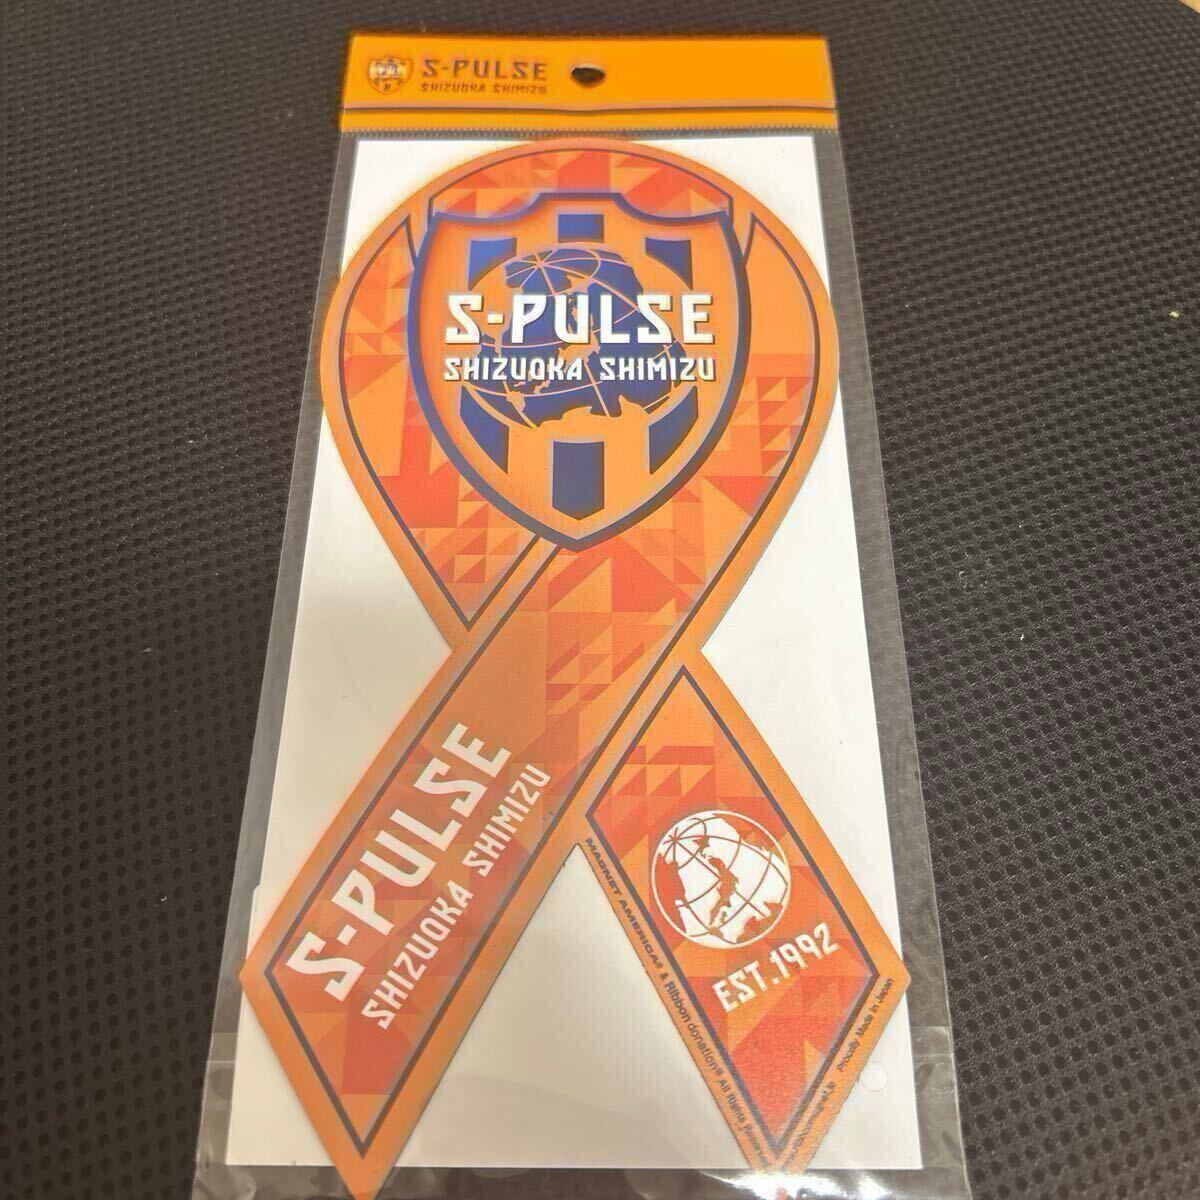 S-PULSE
SHIZUOKA SHIMIZU
S-PULSE
SHIZUOKA SHIMIZU
S-PULSE
SHIZUOKA SHIMIZU
EST.1992
MAGNET AMERICA® & Ribbon donation® All Rights Reserved
Proudly Made in Japan